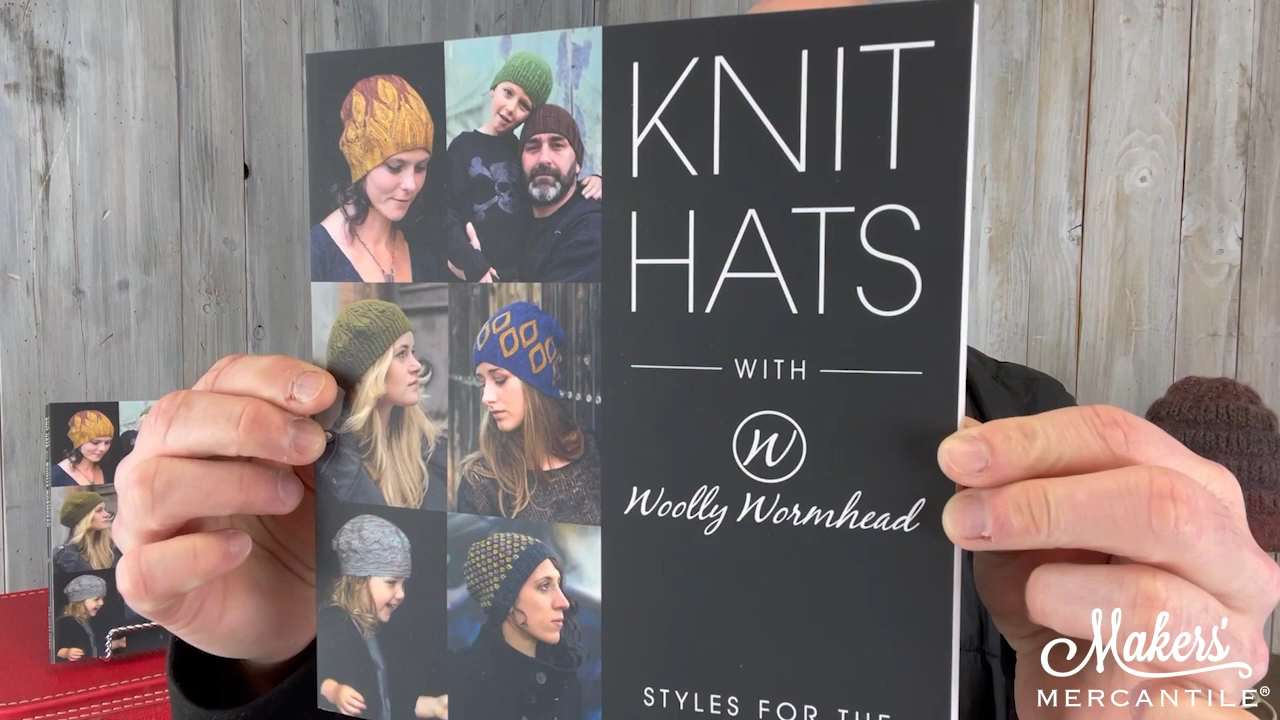 KNIT
HATS
WITH
W
Woolly Wormhead
STYLES FOR THE
Makers'
MERCANTILE®